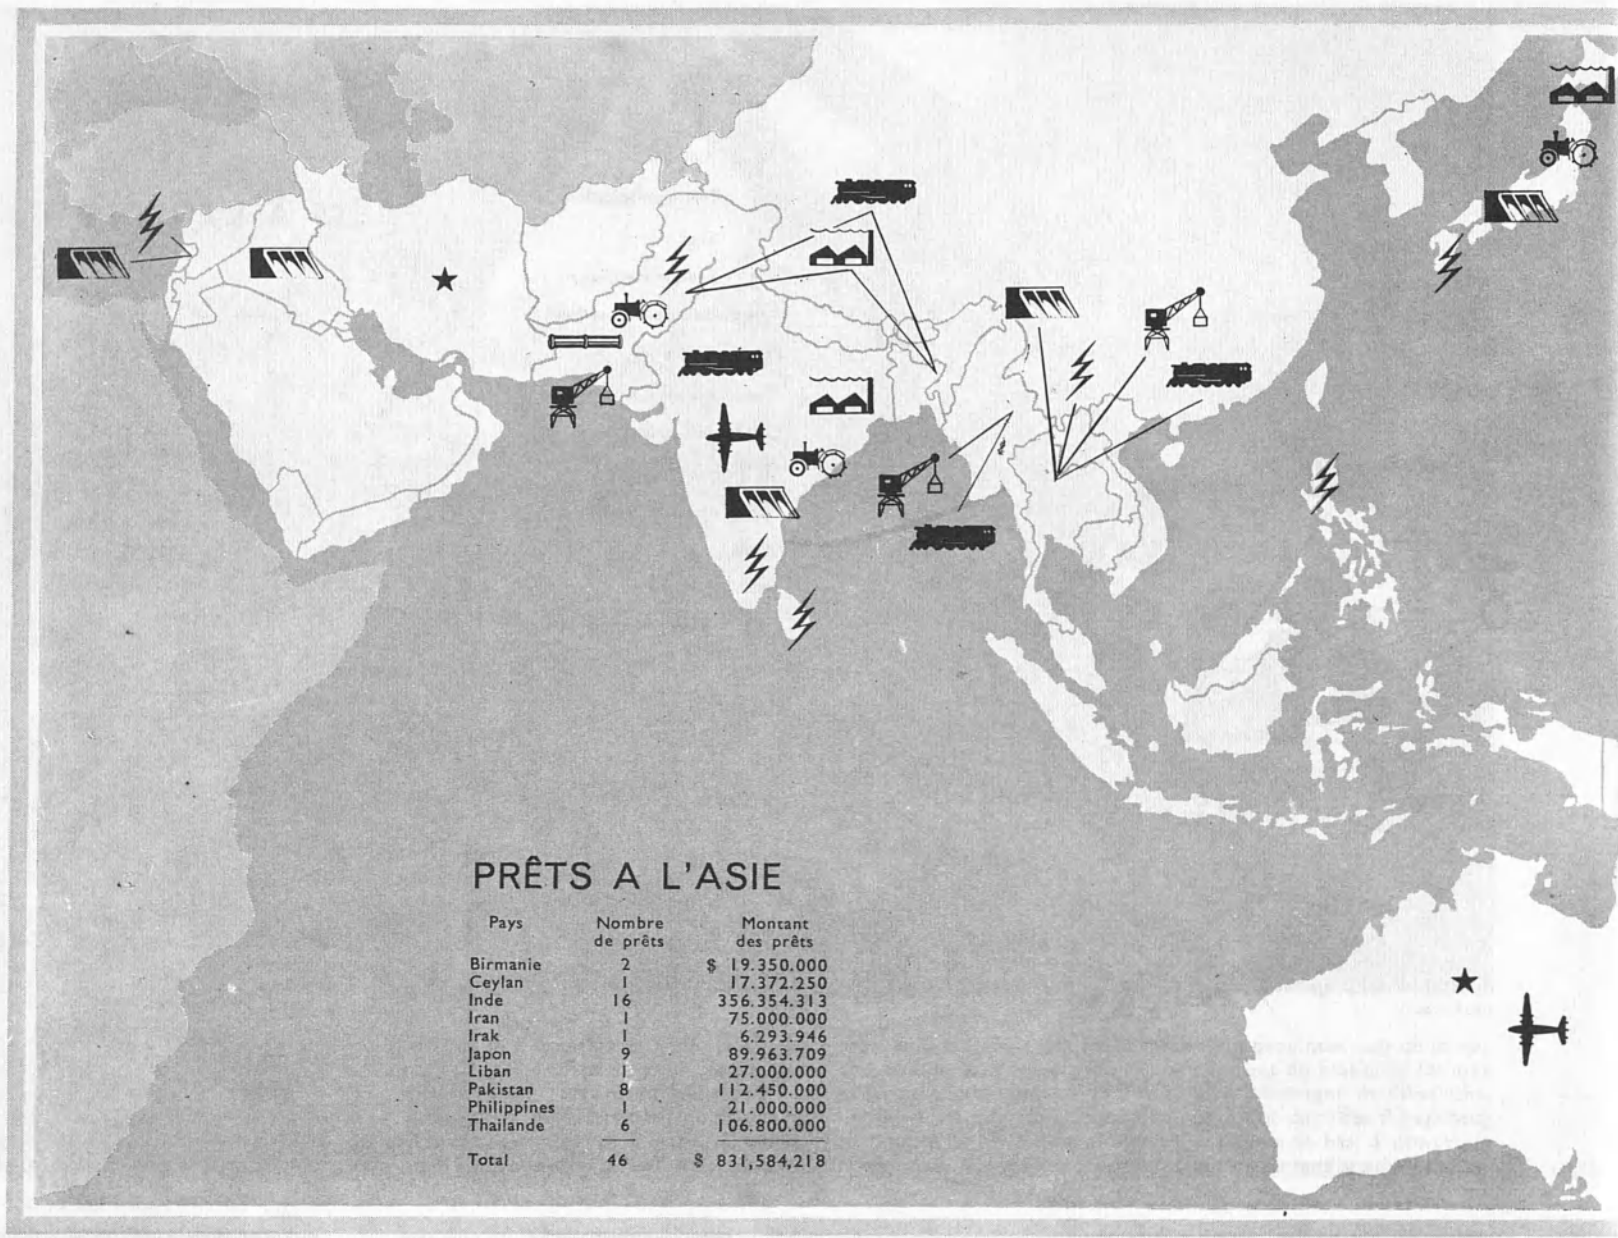 PRÊTS A L'ASIE
Pays Nombre de prêts Montant des prêts
Birmanie 2 $ 19.350.000
Ceylan 1 17.372.250
Inde 16 356.354.313
Iran 1 75.000.000
Irak 1 6.293.946
Japon 9 89.963.709
Liban 1 27.000.000
Pakistan 8 112.450.000
Philippines 1 21.000.000
Thailande 6 106.800.000
Total 46 $ 831,584,218